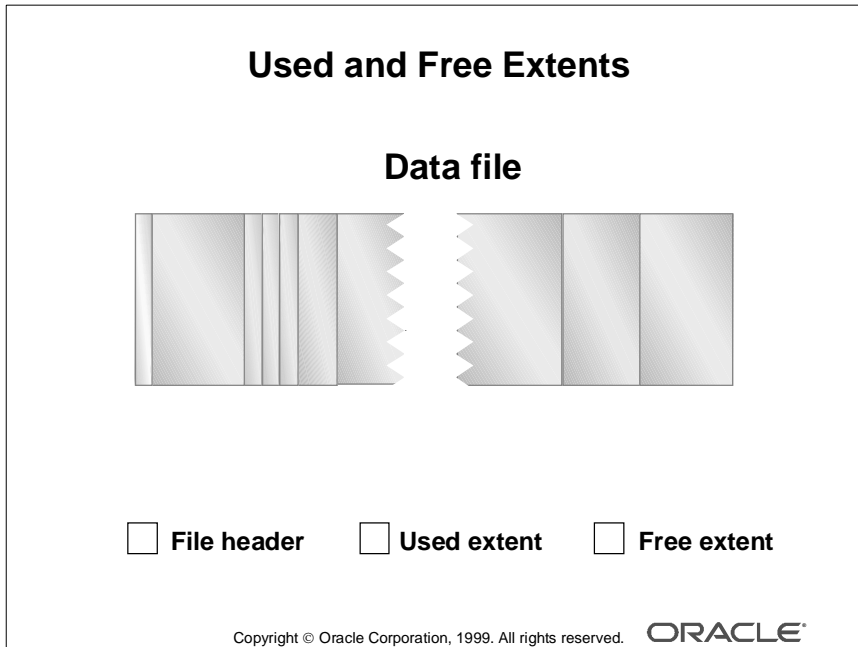 Used and Free Extents
Data file
File header Used extent Free extent
Copyright © Oracle Corporation, 1999. All rights reserved. ORACLE®